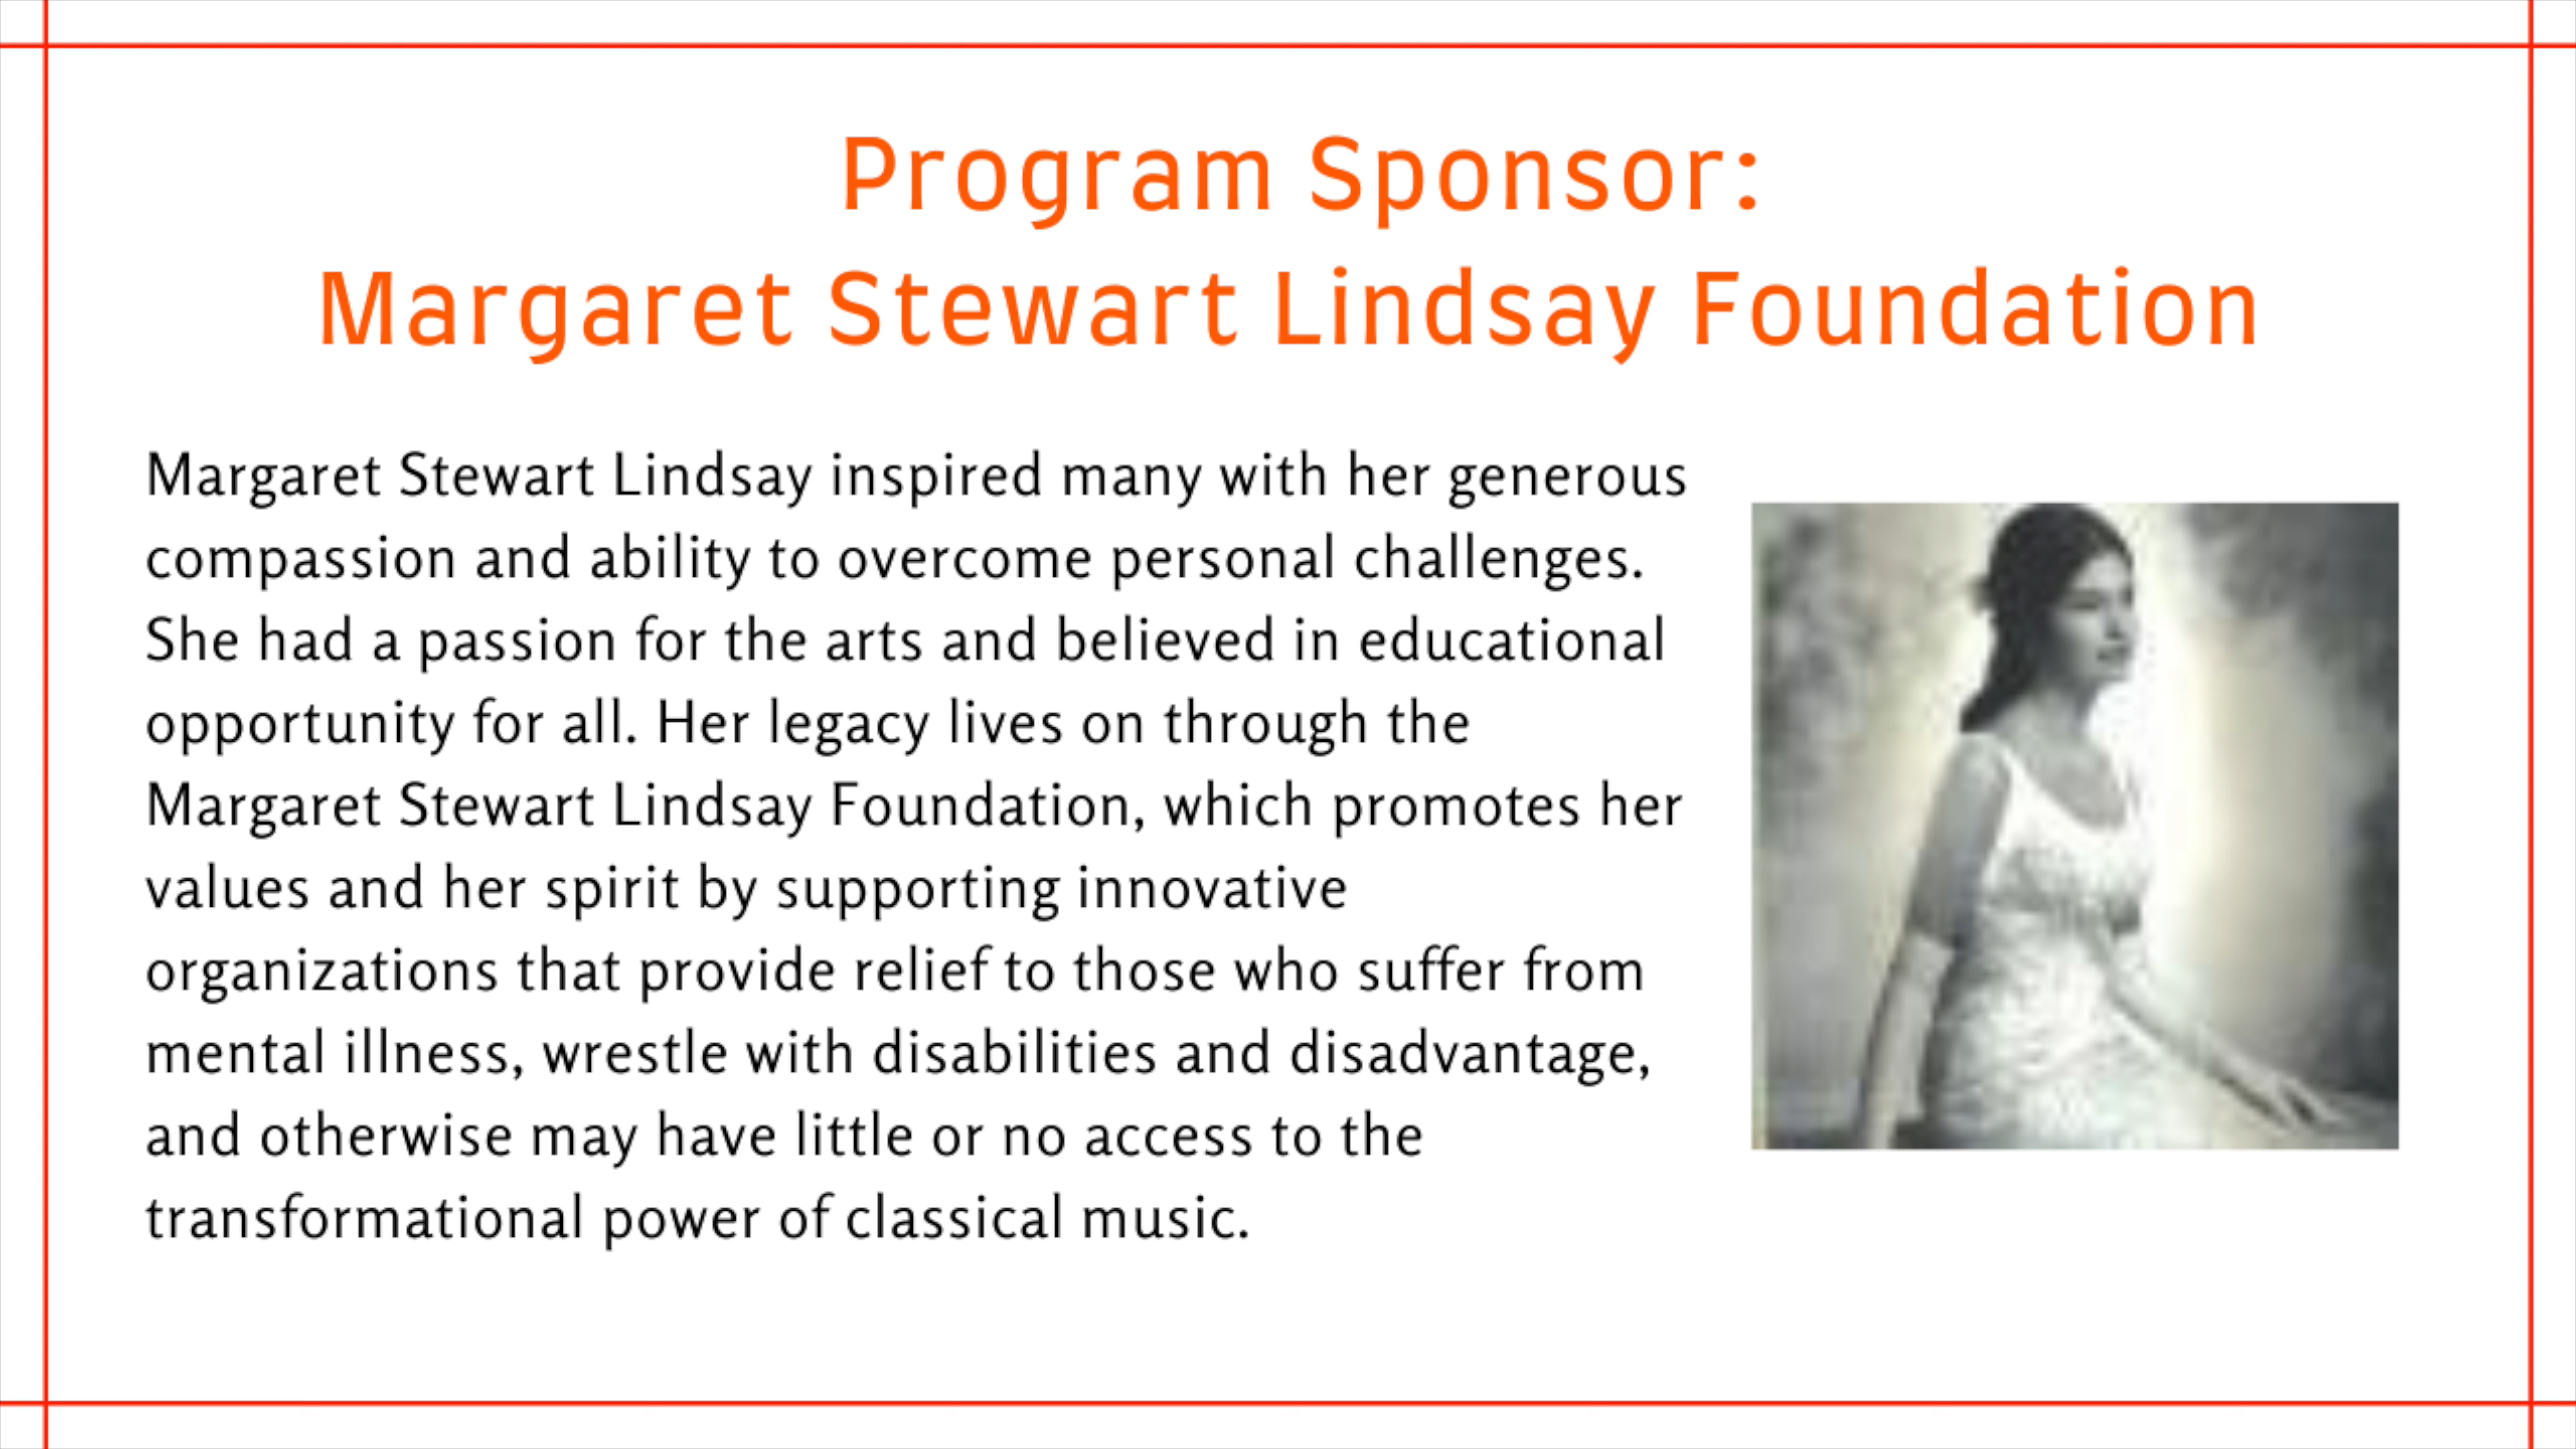 Program Sponsor:
Margaret Stewart Lindsay Foundation
Margaret Stewart Lindsay inspired many with her generous
compassion and ability to overcome personal challenges.
She had a passion for the arts and believed in educational
opportunity for all. Her legacy lives on through the
Margaret Stewart Lindsay Foundation, which promotes her
values and her spirit by supporting innovative
organizations that provide relief to those who suffer from
mental illness, wrestle with disabilities and disadvantage,
and otherwise may have little or no access to the
transformational power of classical music.